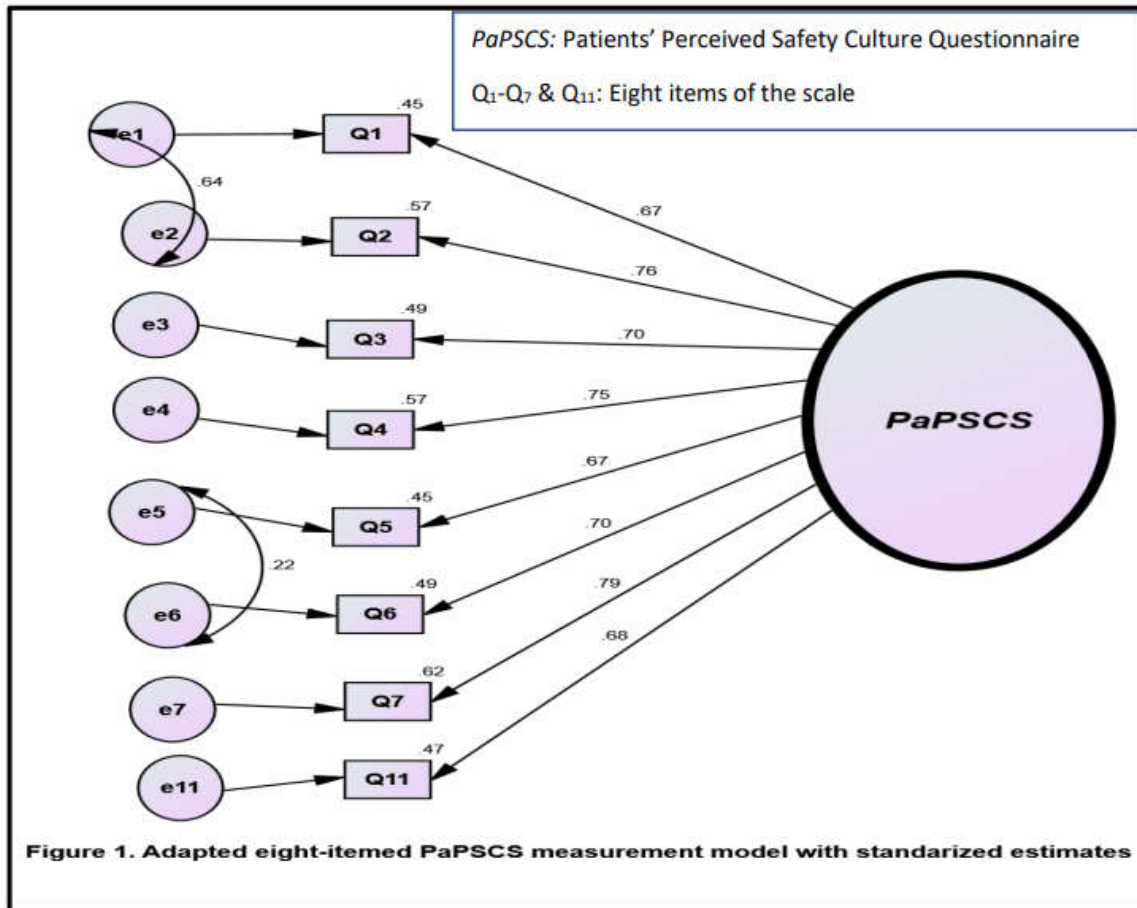 PaPSCS: Patients’ Perceived Safety Culture Questionnaire
Q₁-Q₇ & Q₁₁: Eight items of the scale
.45
e1
Q1
.67
.64
.57
e2
Q2
.76
.49
e3
Q3
.70
.57
e4
Q4
.75
PaPSCS
.67
.45
e5
Q5
.70
.22
.49
e6
Q6
.79
.68
.62
e7
Q7
.47
e11
Q11
Figure 1. Adapted eight-itemed PaPSCS measurement model with standarized estimates